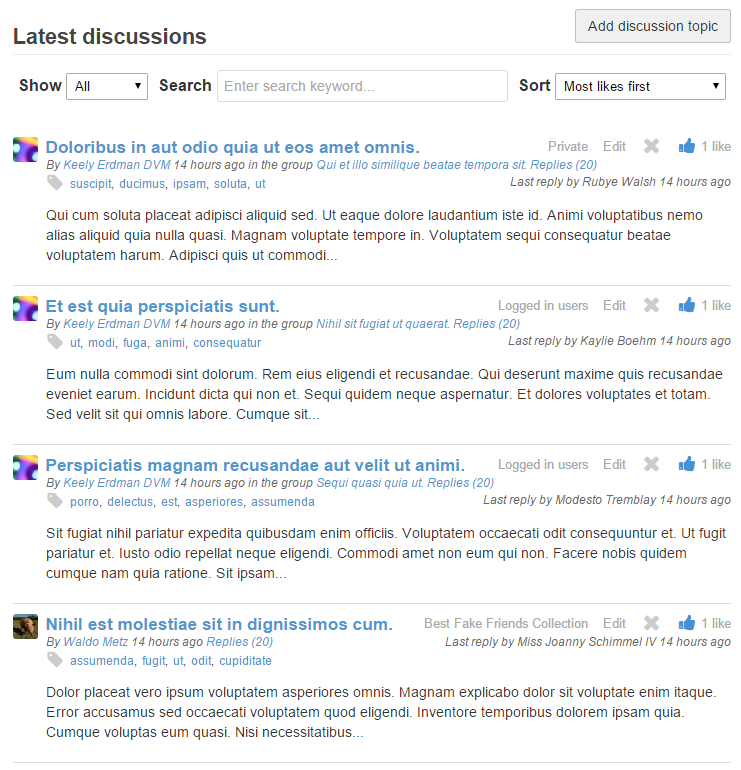 Latest discussions
Add discussion topic
Show All Search Enter search keyword... Sort Most likes first
Doloribus in aut odio quia ut eos amet omnis. Private Edit 1 like
By Keely Erdman DVM 14 hours ago in the group Qui et illo similique beatae tempora sit. Replies (20)
suscipit, ducimus, ipsam, soluta, ut Last reply by Rubye Walsh 14 hours ago
Qui cum soluta placeat adipisci aliquid sed. Ut eaque dolore laudantium iste id. Animi voluptatibus nemo
alias aliquid quia nulla quasi. Magnam voluptate tempore in. Voluptatem sequi consequatur beatae
voluptatem harum. Adipisci quis ut commodi...
Et est quia perspiciatis sunt. Logged in users Edit 1 like
By Keely Erdman DVM 14 hours ago in the group Nihil sit fugiat ut quaerat. Replies (20)
ut, modi, fuga, animi, consequatur Last reply by Kaylie Boehm 14 hours ago
Eum nulla commodi sint dolorum. Rem eius eligendi et recusandae. Qui deserunt maxime quis recusandae
eveniet earum. Incidunt dicta qui non et. Sequi quidem neque aspernatur. Et dolores voluptates et totam.
Sed velit sit qui omnis labore. Cumque sit...
Perspiciatis magnam recusandae aut velit ut animi. Logged in users Edit 1 like
By Keely Erdman DVM 14 hours ago in the group Sequi quasi quia ut. Replies (20)
porro, delectus, est, asperiores, assumenda Last reply by Modesto Tremblay 14 hours ago
Sit fugiat nihil pariatur expedita quibusdam enim officiis. Voluptatem occaecati odit consequuntur et. Ut fugit
pariatur et. Iusto odio repellat neque eligendi. Commodi amet non eum qui non. Facere nobis quidem
cumque nam quia ratione. Sit ipsam...
Nihil est molestiae sit in dignissimos cum. Best Fake Friends Collection Edit 1 like
By Waldo Metz 14 hours ago Replies (20) Last reply by Miss Joanny Schimmel IV 14 hours ago
assumenda, fugit, ut, odit, cupiditate
Dolor placeat vero ipsum voluptatem asperiores omnis. Magnam explicabo dolor sit voluptate enim itaque.
Error accusamus sed occaecati voluptatem quod eligendi. Inventore temporibus dolorem ipsam quia.
Cumque voluptas eum quasi. Nisi necessitatibus...